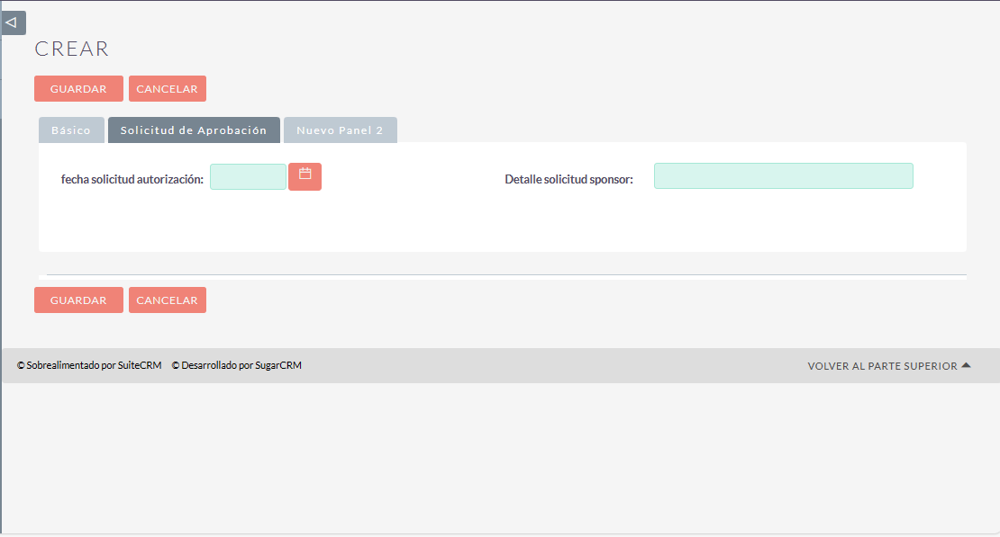 CREAR
GUARDAR CANCELAR
Básico Solicitud de Aprobación Nuevo Panel 2
fecha solicitud autorización: Detalle solicitud sponsor:
GUARDAR CANCELAR
© Sobrealimentado por SuiteCRM © Desarrollado por SugarCRM VOLVER AL PARTE SUPERIOR